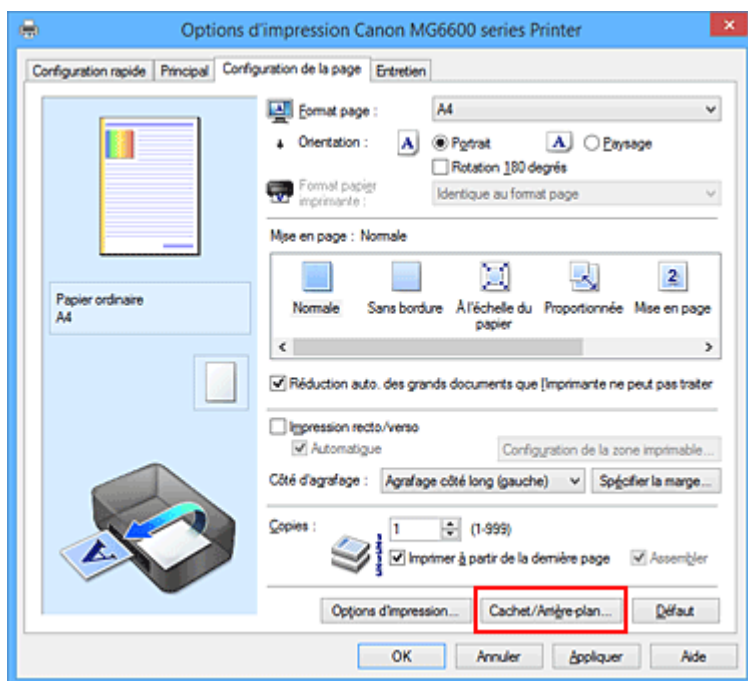 Options d'impression Canon MG6600 series Printer
Configuration rapide Principal Configuration de la page Entretien
Format page : A4
Orientation : A Portrait A Paysage
Rotation 180 degrés
Format papier imprimante : Identique au format page
Mise en page : Normale
Normale Sans bordure À l'échelle du papier Proportionnée 2 Mise en page
Papier ordinaire
A4
Réduction auto. des grands documents que l'imprimante ne peut pas traiter
Impression recto/verso
Automatique Configuration de la zone imprimable...
Côté d'agrafage : Agrafage côté long (gauche) Spécifier la marge...
Copies : 1 (1-999)
Imprimer à partir de la dernière page Assembler
Options d'impression... Cachet/Arrière-plan... Défaut
OK Annuler Appliquer Aide